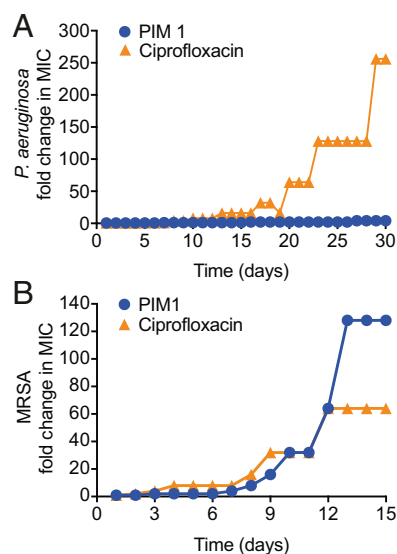 A
PIM 1
Ciprofloxacin
P. aeruginosa
fold change in MIC
300
250
200
150
100
50
0
0 5 10 15 20 25 30
Time (days)
B
PIM1
Ciprofloxacin
MRSA
fold change in MIC
140
120
100
80
60
40
20
0
0 3 6 9 12 15
Time (days)